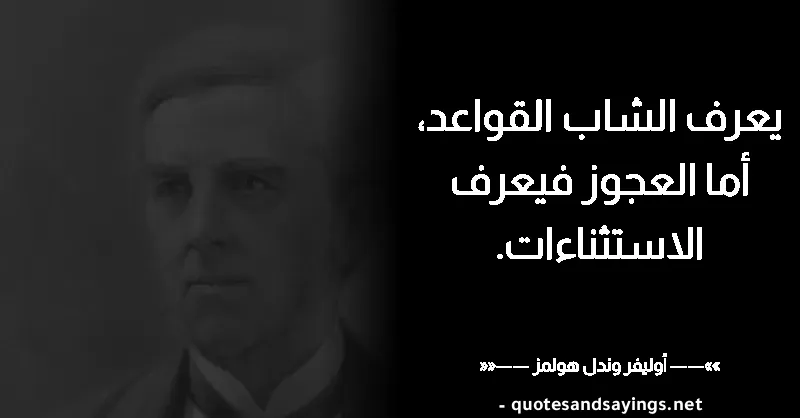 يعرف الشاب القواعد،
أما العجوز فيعرف
الاستثناءات.
»»—— أوليفر وندل هولمز ——««
- quotesandsayings.net